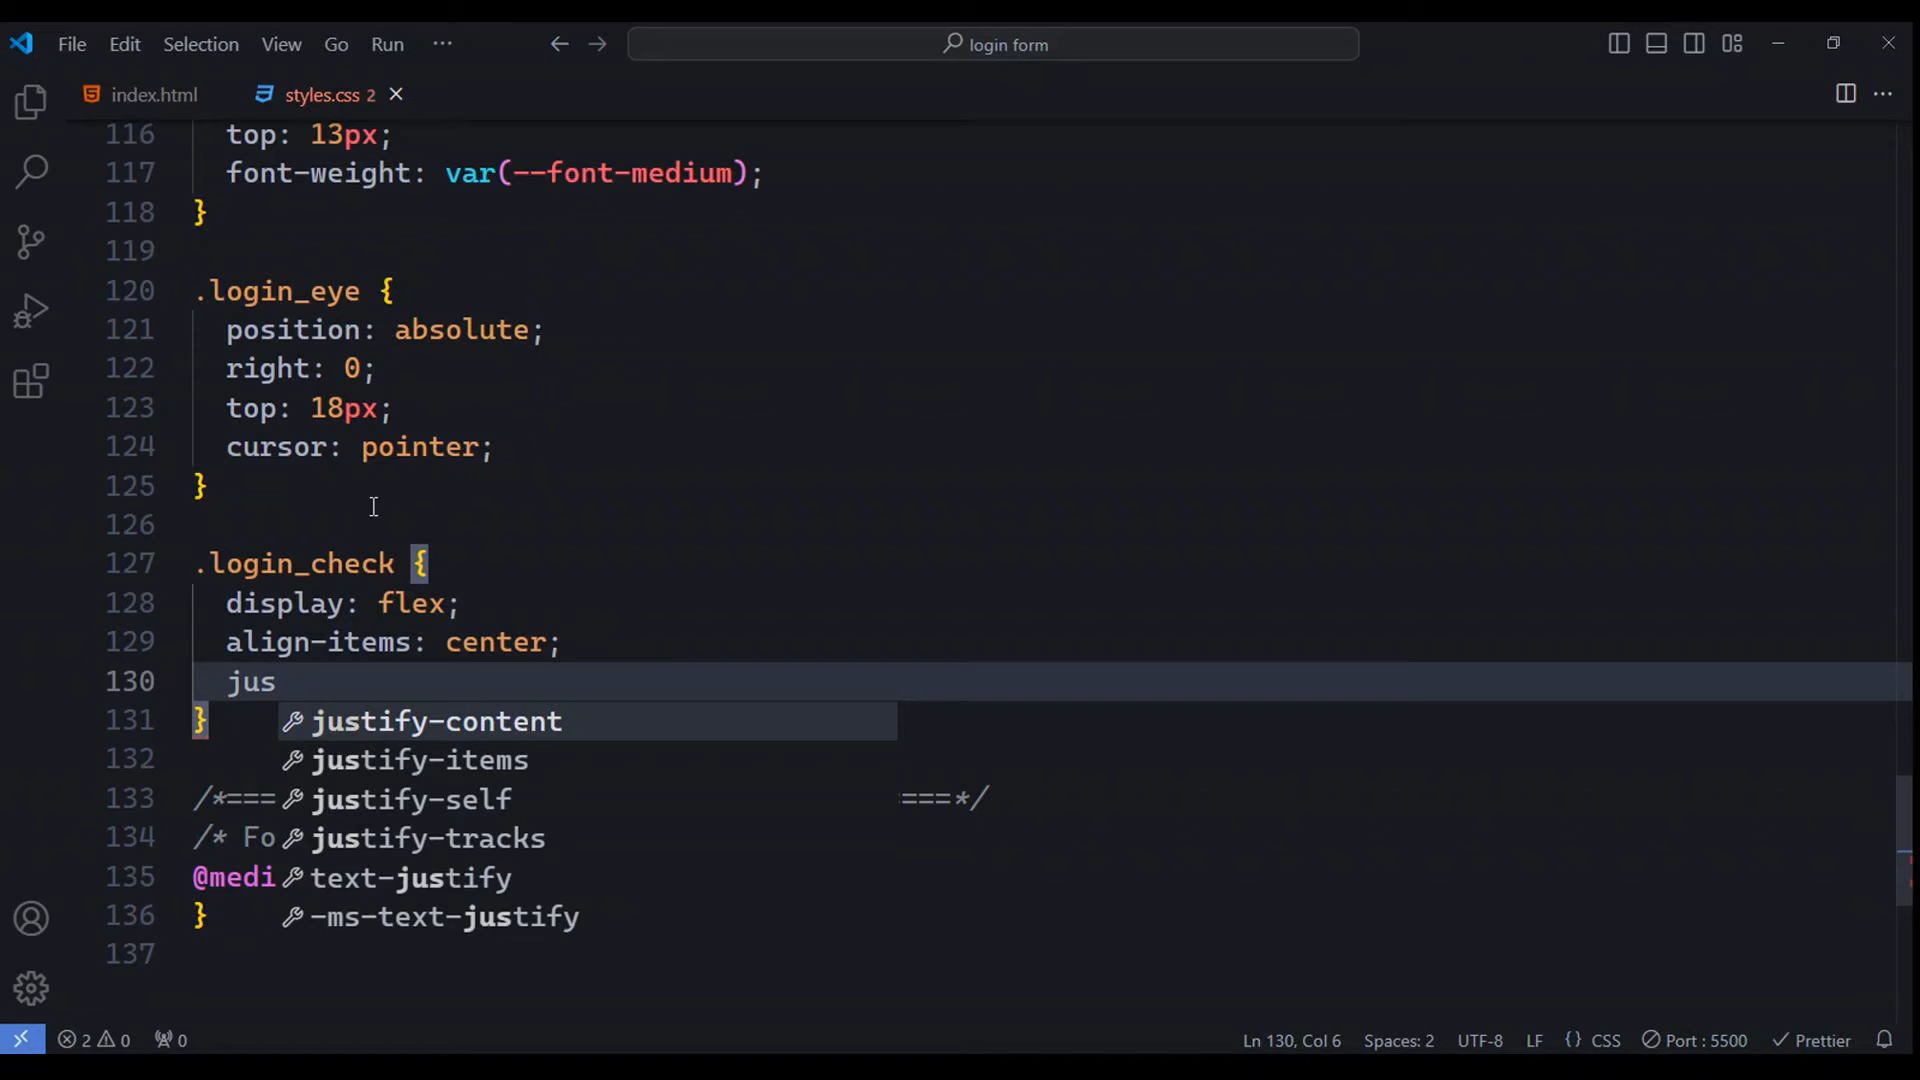 File Edit Selection View Go Run ··· ← → login form
index.html styles.css 2 ×
116 top: 13px;
117 font-weight: var(--font-medium);
118 }
119
120 .login_eye {
121 position: absolute;
122 right: 0;
123 top: 18px;
124 cursor: pointer;
125 }
126
127 .login_check {
128 display: flex;
129 align-items: center;
130 jus
131 } justify-content
132 justify-items
133 /*=== justify-self ===*/
134 /* Fo justify-tracks
135 @medi text-justify
136 } -ms-text-justify
137
2 0 0 Ln 130, Col 6 Spaces: 2 UTF-8 LF {} CSS Port : 5500 Prettier